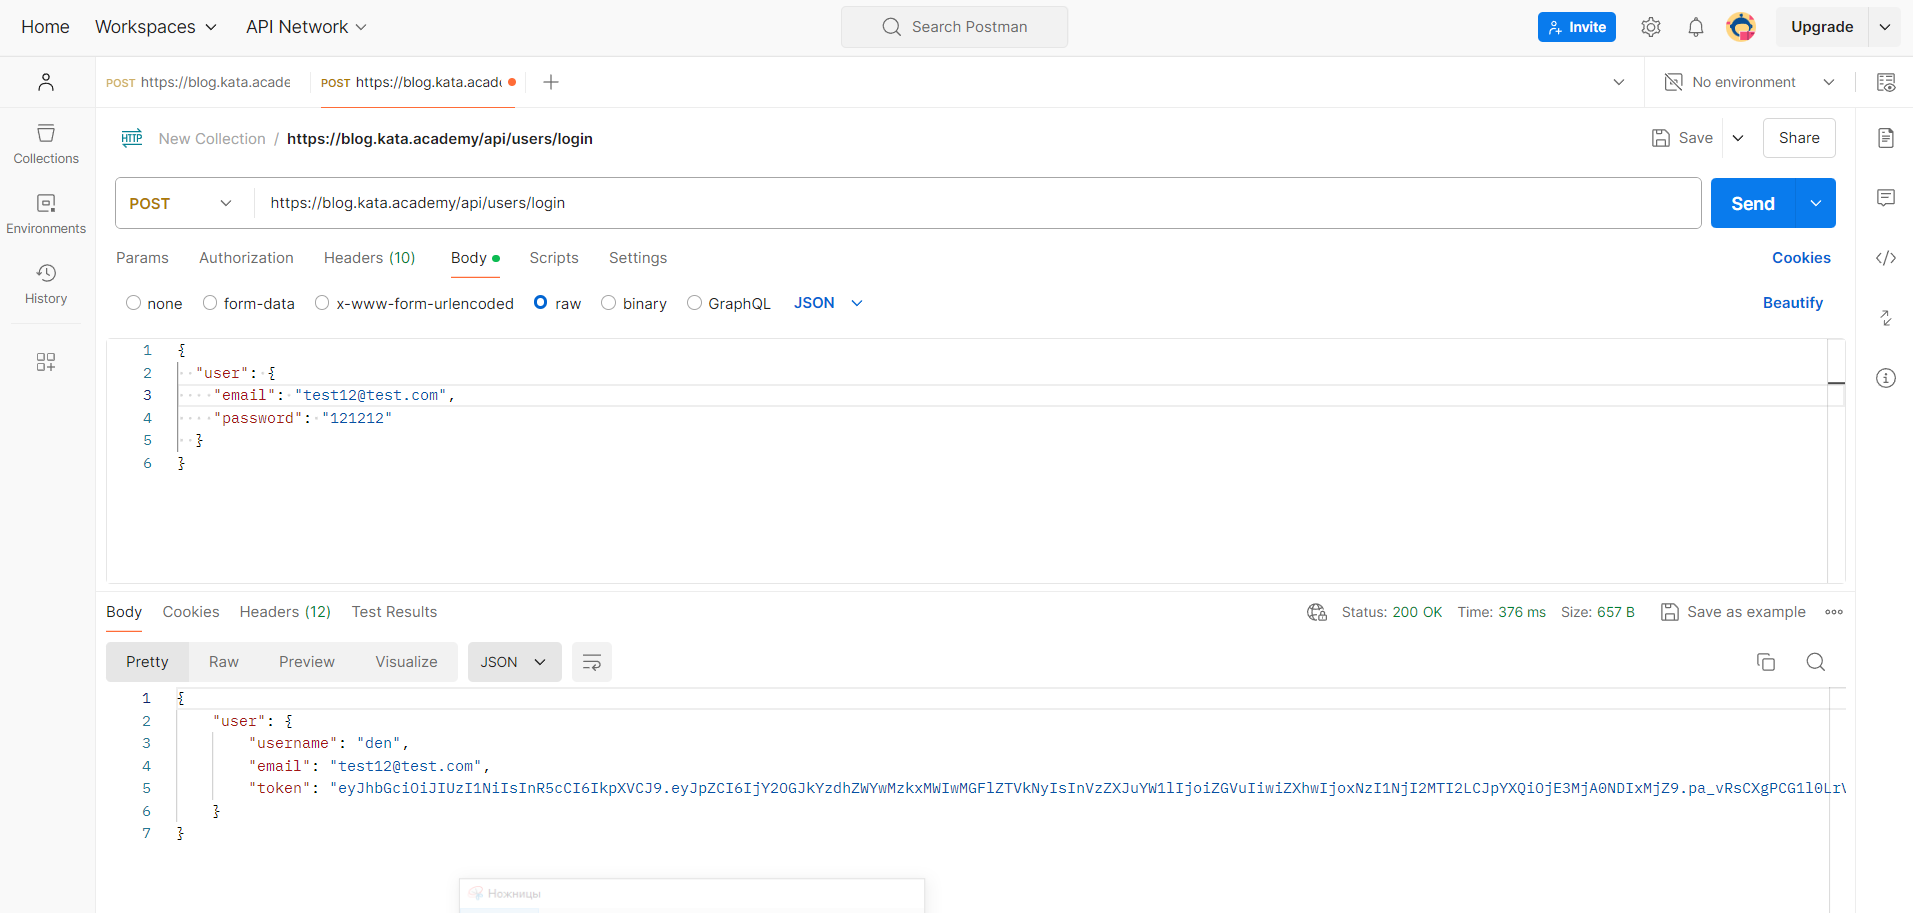 Home Workspaces API Network Search Postman Invite Upgrade
POST https://blog.kata.acade POST https://blog.kata.acad No environment
New Collection / https://blog.kata.academy/api/users/login Save Share
Collections
POST https://blog.kata.academy/api/users/login Send
Environments
Params Authorization Headers (10) Body Scripts Settings Cookies
History
none form-data x-www-form-urlencoded raw binary GraphQL JSON Beautify
1 {
2 "user": {
3 "email": "test12@test.com",
4 "password": "121212"
5 }
6 }
Body Cookies Headers (12) Test Results Status: 200 OK Time: 376 ms Size: 657 B Save as example
Pretty Raw Preview Visualize JSON
1 {
2 "user": {
3 "username": "den",
4 "email": "test12@test.com",
5 "token": "eyJhbGciOiJIUzI1NiIsInR5cCI6IkpXVCJ9.eyJpZCI6IjY2OGJkYzdhZWYwMzkxMWIwMGFlZTVkNyIsInVzZXJuYW1lIjoiZGVuIiwiZXhwIjoxNzI1NjI2MTI2LCJpYXQiOjE3MjA0NDIxMjZ9.pa_vRsCXgPCG1l0LrV
6 }
7 }
Ножницы